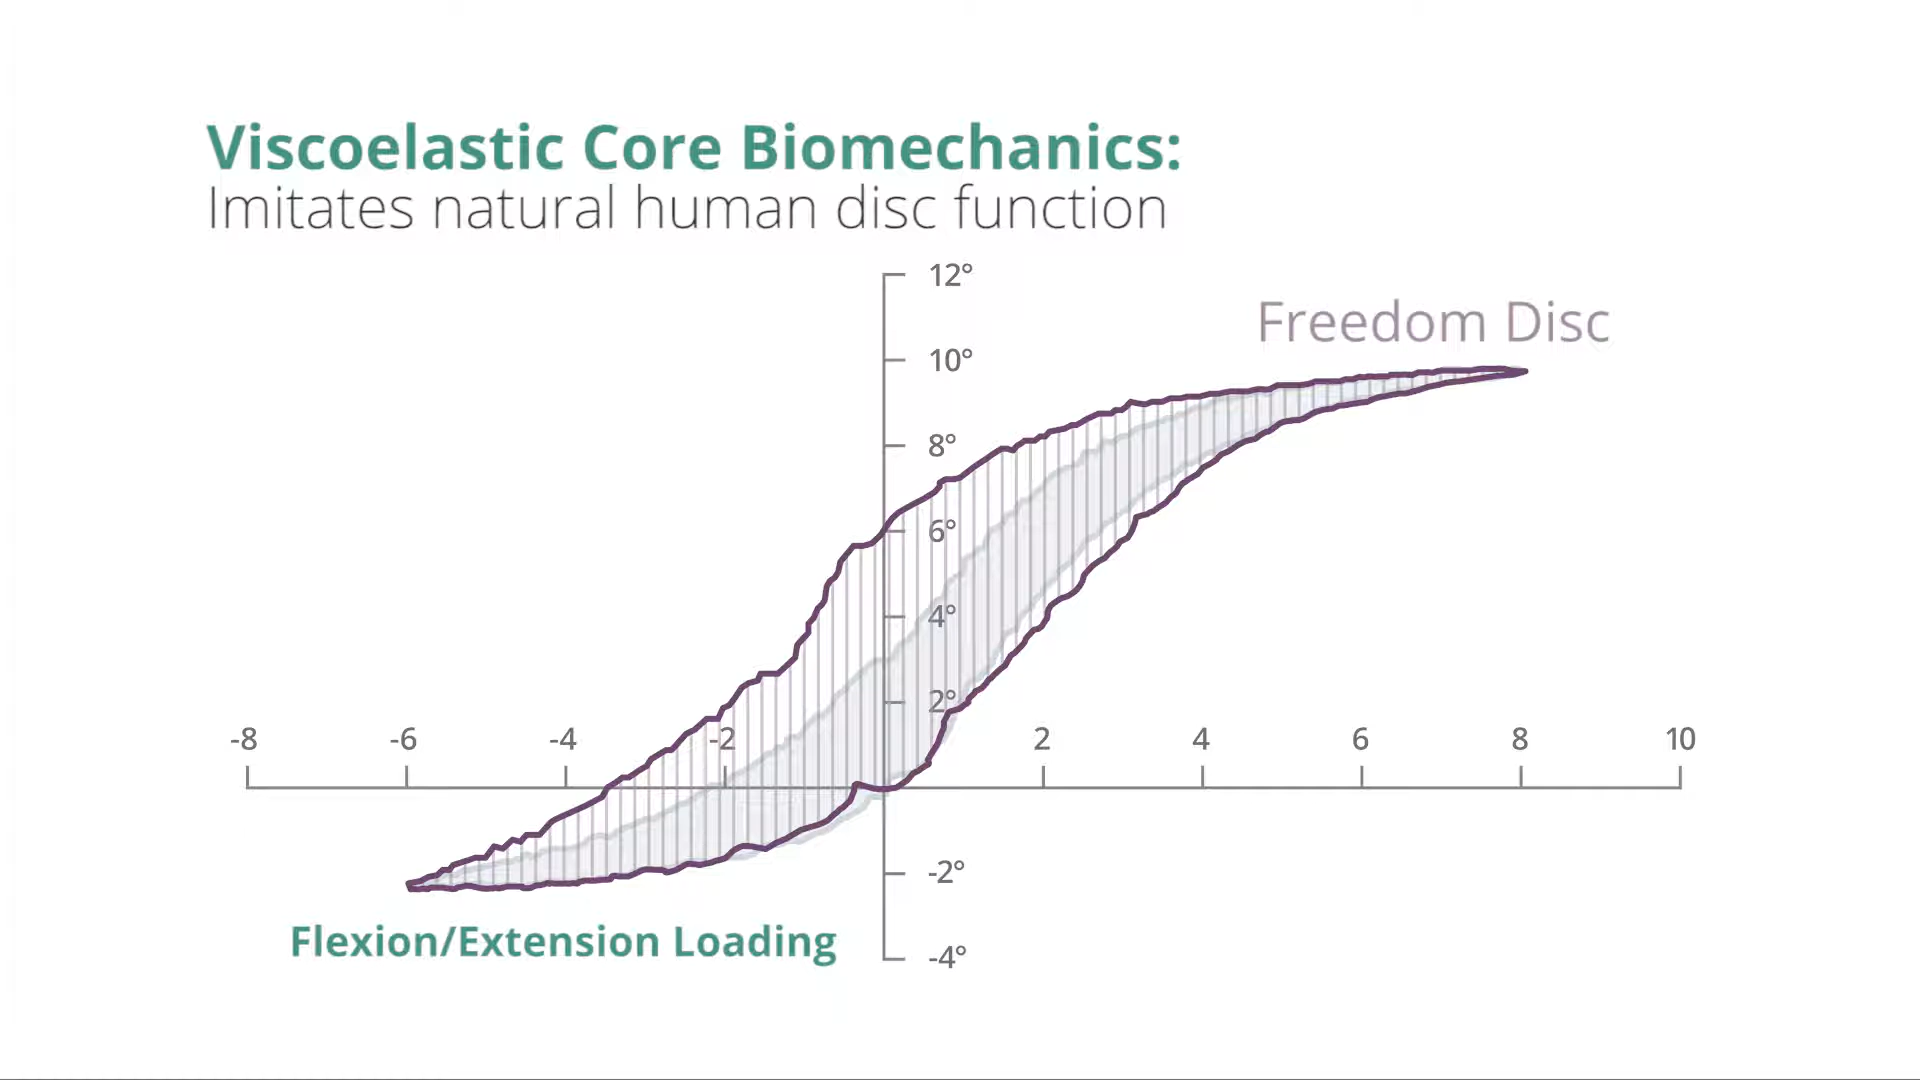 Viscoelastic Core Biomechanics:
Imitates natural human disc function
12°
Freedom Disc
10°
8°
6°
4°
2°
-8 -6 -4 -2 2 4 6 8 10
-2°
Flexion/Extension Loading
-4°